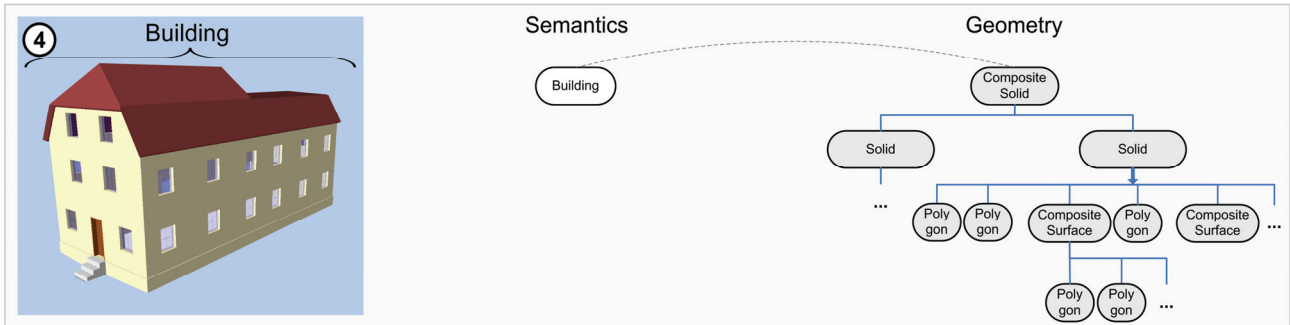 4
Building
Semantics
Geometry
Building
Composite
Solid
Solid
Solid
...
Poly
gon
Poly
gon
Composite
Surface
Poly
gon
Composite
Surface
...
Poly
gon
Poly
gon
...